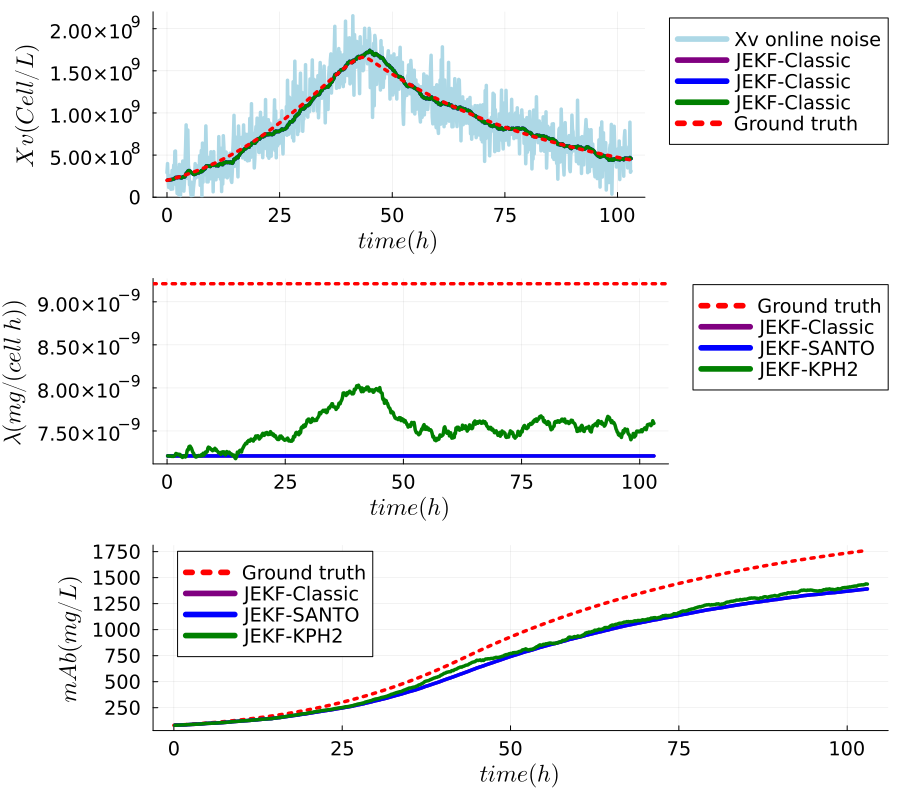 2.00×10⁹
1.50×10⁹
1.00×10⁹
5.00×10⁸
0
Xv(Cell/L)
0 25 50 75 100
time(h)
Xv online noise
JEKF-Classic
JEKF-Classic
JEKF-Classic
Ground truth
9.00×10⁻⁹
8.50×10⁻⁹
8.00×10⁻⁹
7.50×10⁻⁹
λ(mg/(cell h))
0 25 50 75 100
time(h)
Ground truth
JEKF-Classic
JEKF-SANTO
JEKF-KPH2
1750
1500
1250
1000
750
500
250
mAb(mg/L)
Ground truth
JEKF-Classic
JEKF-SANTO
JEKF-KPH2
0 25 50 75 100
time(h)